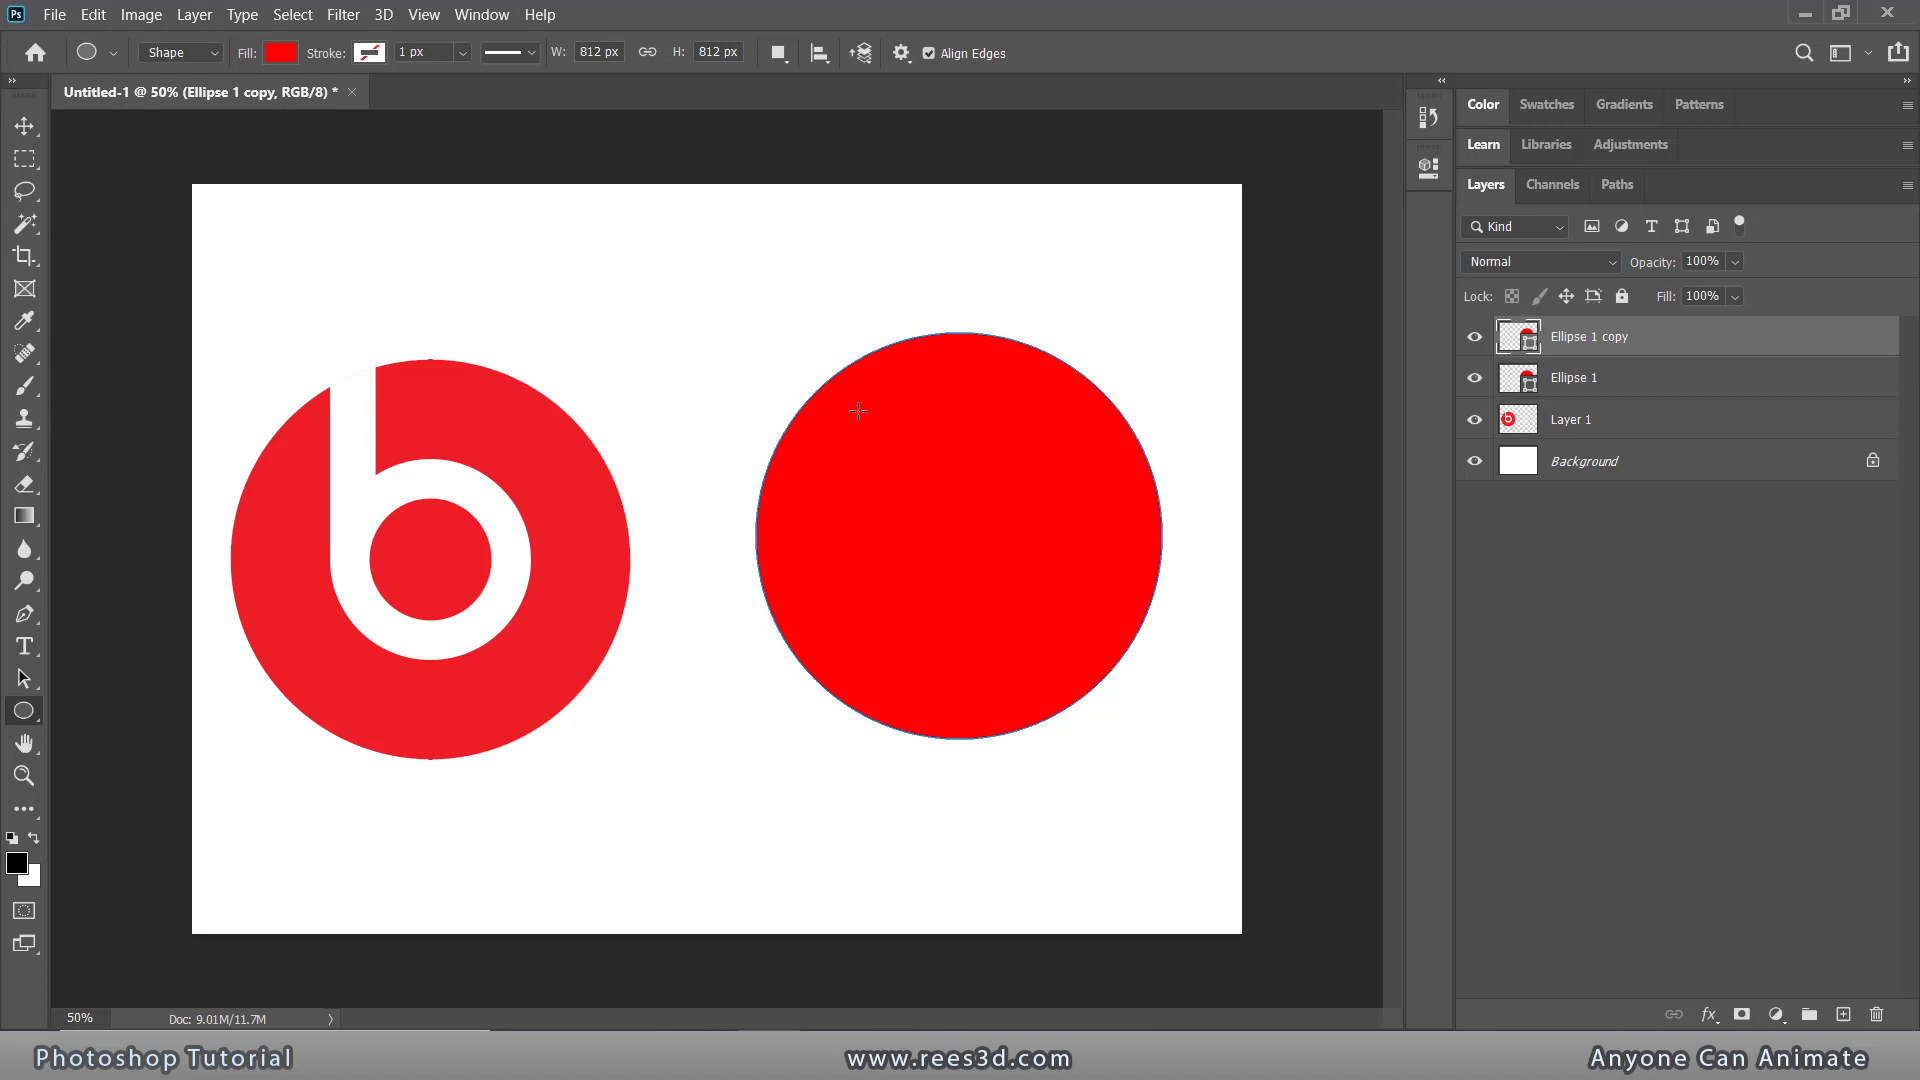 Ps File Edit Image Layer Type Select Filter 3D View Window Help
Shape Fill: Stroke: 1 px W: 812 px H: 812 px Align Edges
Untitled-1 @ 50% (Ellipse 1 copy, RGB/8) *
Color Swatches Gradients Patterns
Learn Libraries Adjustments
Layers Channels Paths
Kind
Normal Opacity: 100%
Lock: Fill: 100%
Ellipse 1 copy
Ellipse 1
Layer 1
Background
b
T
fx
50% Doc: 9.01M/11.7M
Photoshop Tutorial www.rees3d.com Anyone Can Animate